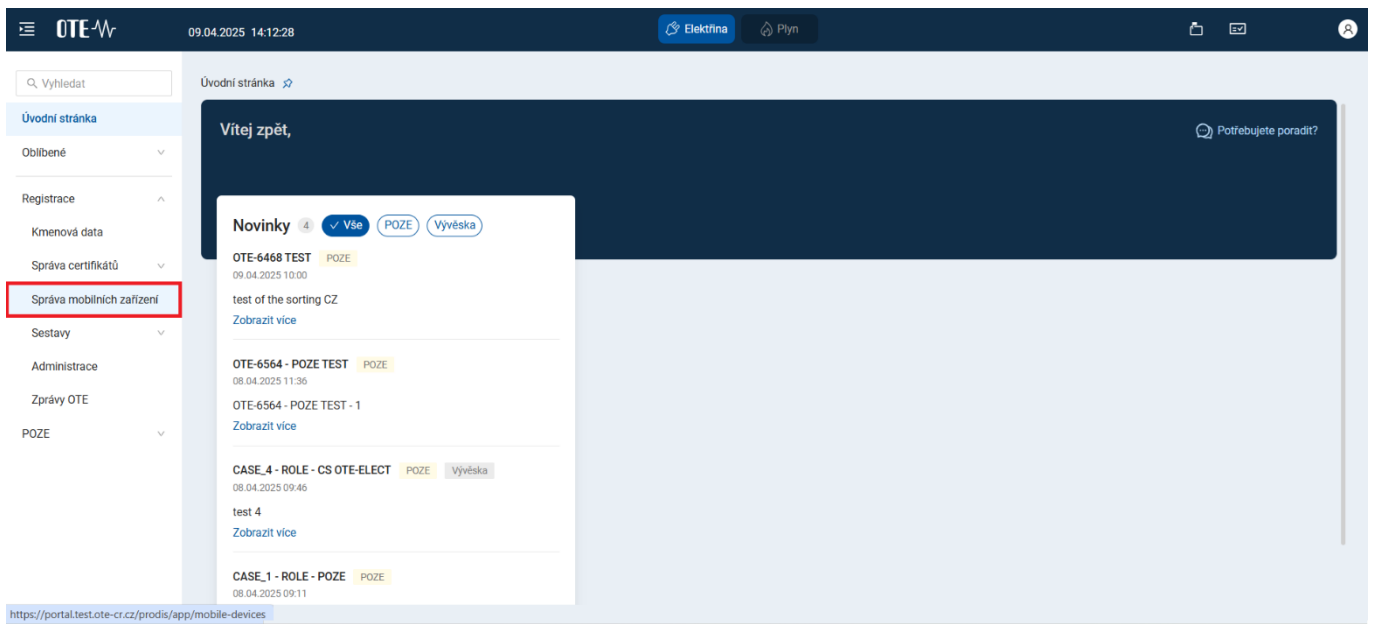 OTE
09.04.2025 14:12:28
Elektřina
Plyn
Vyhledat
Úvodní stránka
Oblíbené
Registrace
Kmenová data
Správa certifikátů
Správa mobilních zařízení
Sestavy
Administrace
Zprávy OTE
POZE
Úvodní stránka
Vítej zpět,
Potřebujete poradit?
Novinky 4 Vše POZE Vývěska
OTE-6468 TEST POZE
09.04.2025 10:00
test of the sorting CZ
Zobrazit více
OTE-6564 - POZE TEST POZE
08.04.2025 11:36
OTE-6564 - POZE TEST - 1
Zobrazit více
CASE_4 - ROLE - CS OTE-ELECT POZE Vývěska
08.04.2025 09:46
test 4
Zobrazit více
CASE_1 - ROLE - POZE POZE
08.04.2025 09:11
https://portal.test.ote-cr.cz/prodis/app/mobile-devices